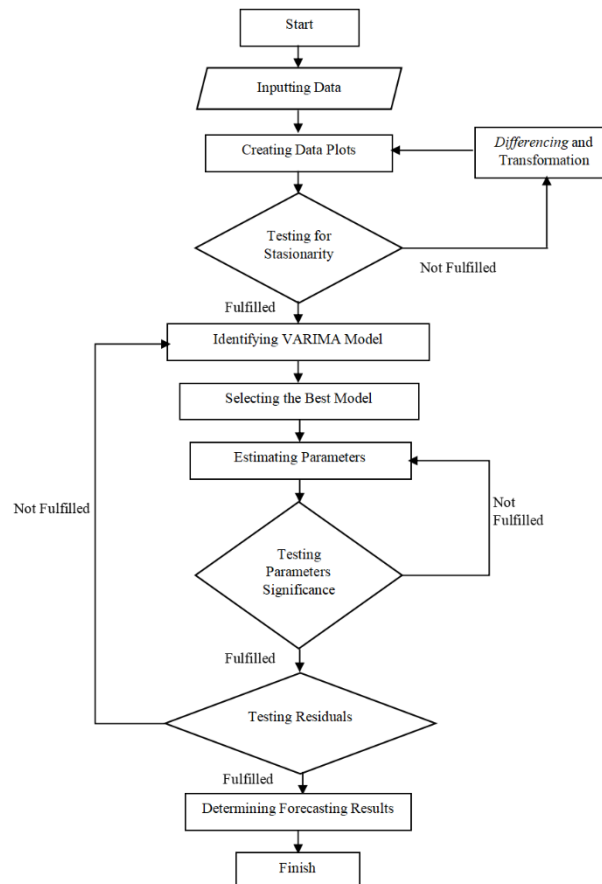 Start
Inputting Data
Creating Data Plots
Differencing and
Transformation
Testing for
Stasionarity
Not Fulfilled
Fulfilled
Identifying VARIMA Model
Selecting the Best Model
Estimating Parameters
Not Fulfilled
Not
Fulfilled
Testing
Parameters
Significance
Fulfilled
Testing Residuals
Fulfilled
Determining Forecasting Results
Finish